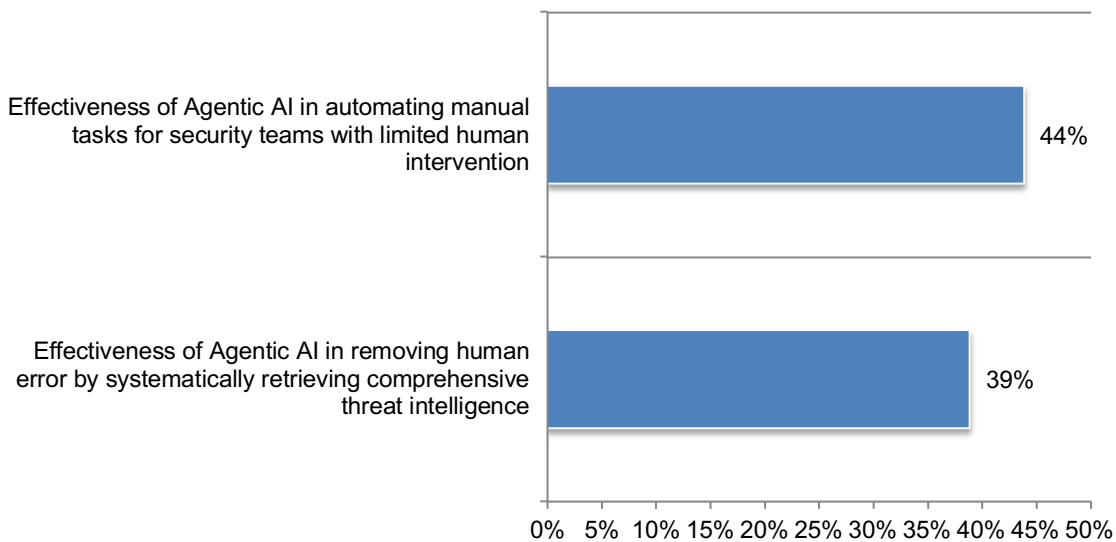 Effectiveness of Agentic AI in automating manual
tasks for security teams with limited human
intervention
44%
Effectiveness of Agentic AI in removing human
error by systematically retrieving comprehensive
threat intelligence
39%
0% 5% 10% 15% 20% 25% 30% 35% 40% 45% 50%